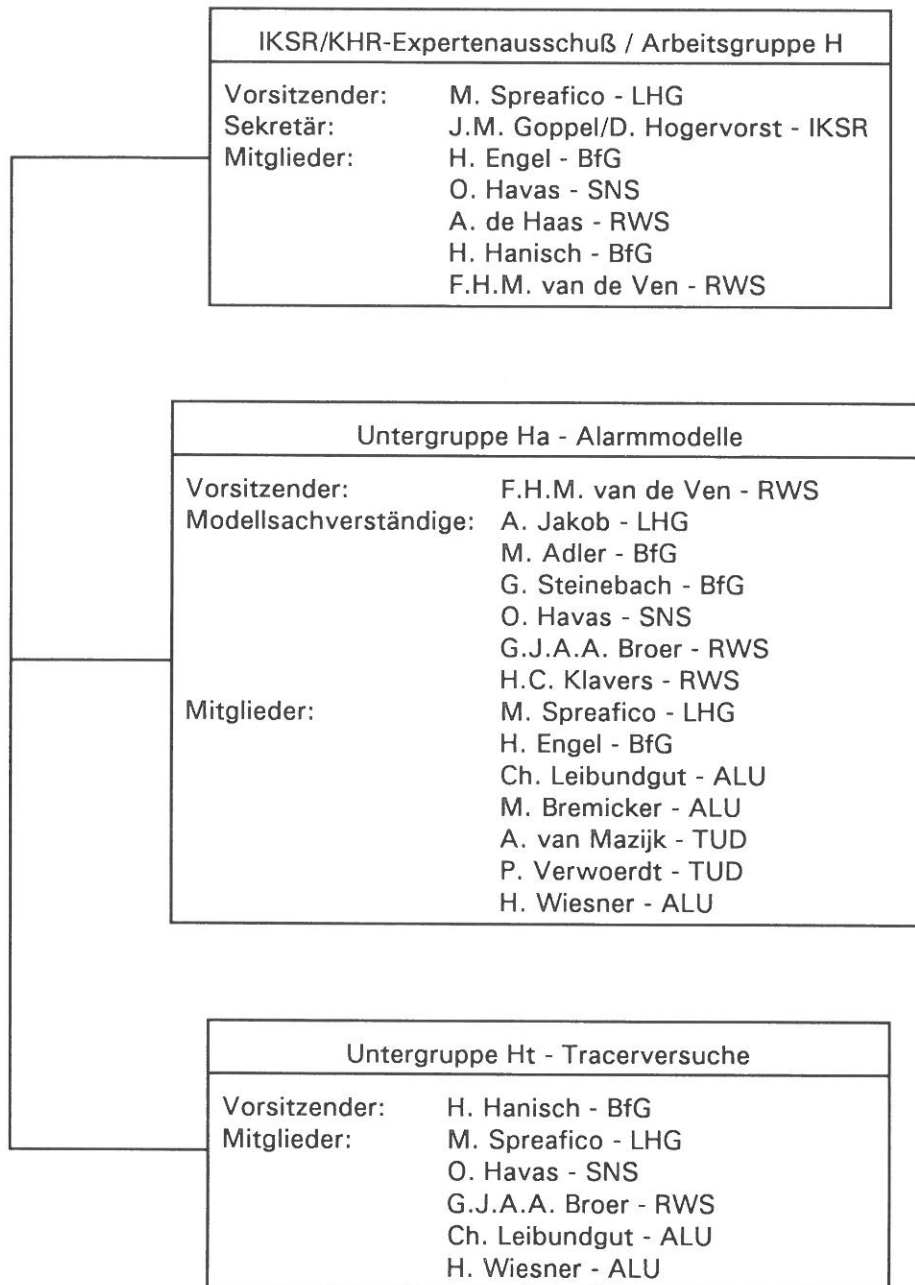 IKSR/KHR-Expertenausschuß / Arbeitsgruppe H
Vorsitzender: M. Spreafico - LHG
Sekretär: J.M. Goppel/D. Hogervorst - IKSR
Mitglieder: H. Engel - BfG
O. Havas - SNS
A. de Haas - RWS
H. Hanisch - BfG
F.H.M. van de Ven - RWS
Untergruppe Ha - Alarmmodelle
Vorsitzender: F.H.M. van de Ven - RWS
Modellsachverständige: A. Jakob - LHG
M. Adler - BfG
G. Steinebach - BfG
O. Havas - SNS
G.J.A.A. Broer - RWS
H.C. Klavers - RWS
Mitglieder: M. Spreafico - LHG
H. Engel - BfG
Ch. Leibundgut - ALU
M. Bremicker - ALU
A. van Mazijk - TUD
P. Verwoerdt - TUD
H. Wiesner - ALU
Untergruppe Ht - Tracerversuche
Vorsitzender: H. Hanisch - BfG
Mitglieder: M. Spreafico - LHG
O. Havas - SNS
G.J.A.A. Broer - RWS
Ch. Leibundgut - ALU
H. Wiesner - ALU